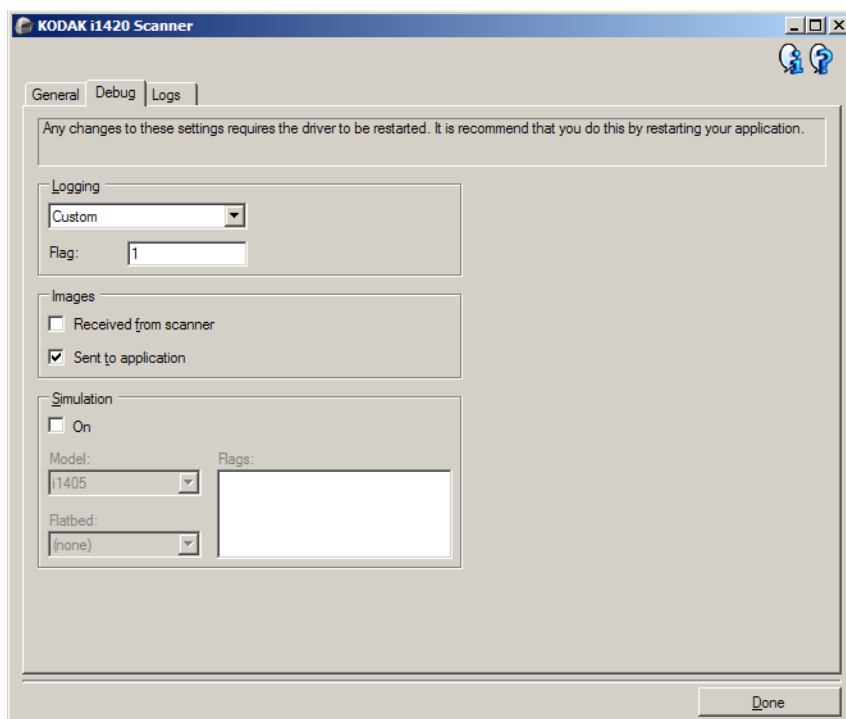 KODAK i1420 Scanner
General Debug Logs
Any changes to these settings requires the driver to be restarted. It is recommend that you do this by restarting your application.
Logging
Custom
Flag: 1
Images
Received from scanner
Sent to application
Simulation
On
Model: Flags:
i1405
Flatbed:
(none)
Done